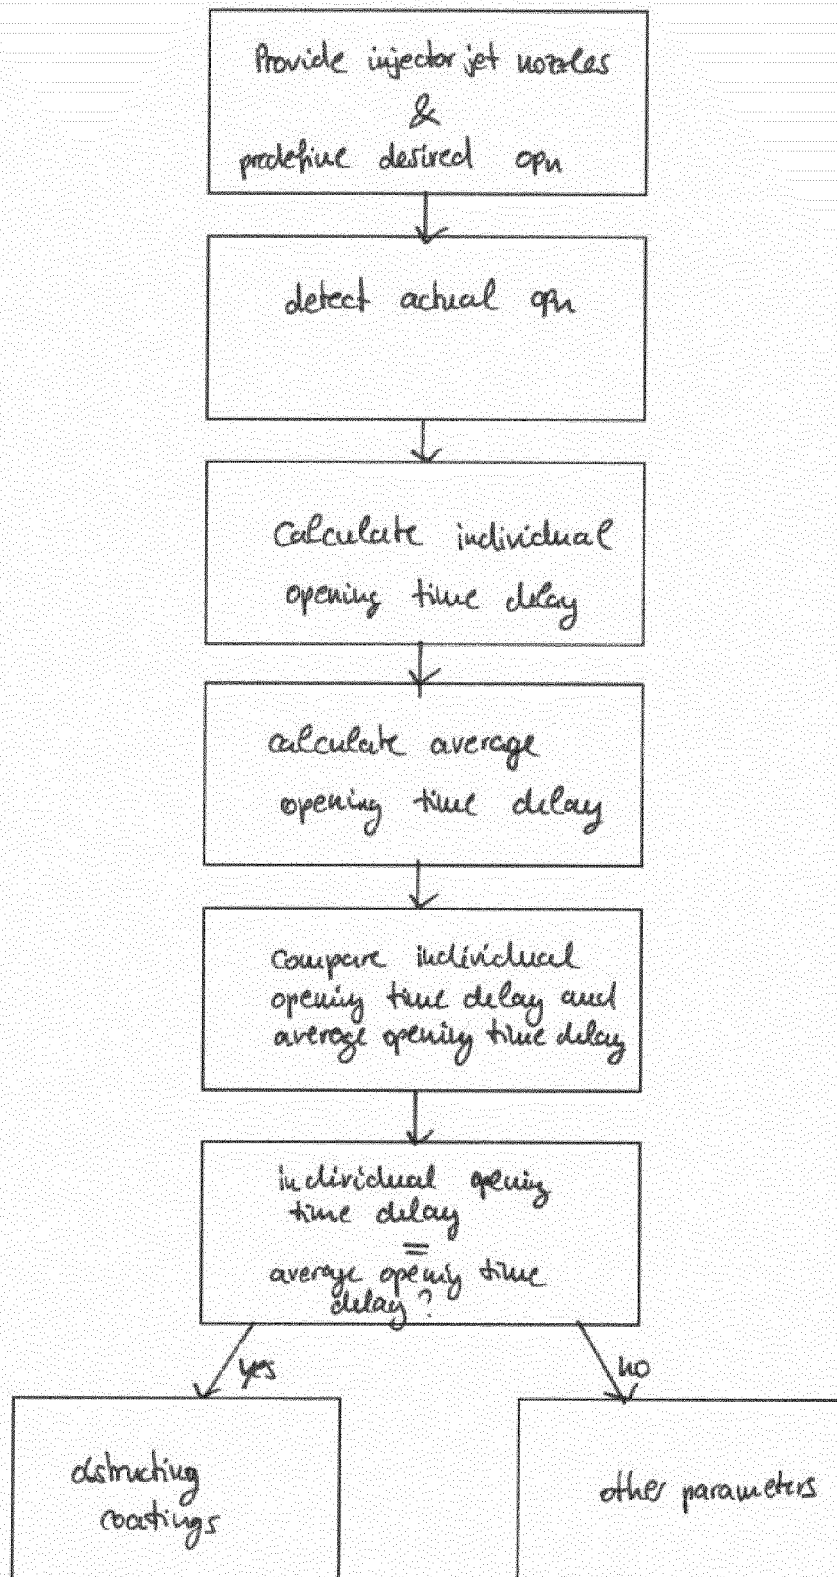 Provide injector jet nozzles
&
predefine desired opn
detect actual opn
Calculate individual
opening time delay
calculate average
opening time delay
Compare individual
opening time delay and
average opening time delay
individual opening
time delay
=
average opening time
delay?
yes
no
obstructing
coatings
other parameters